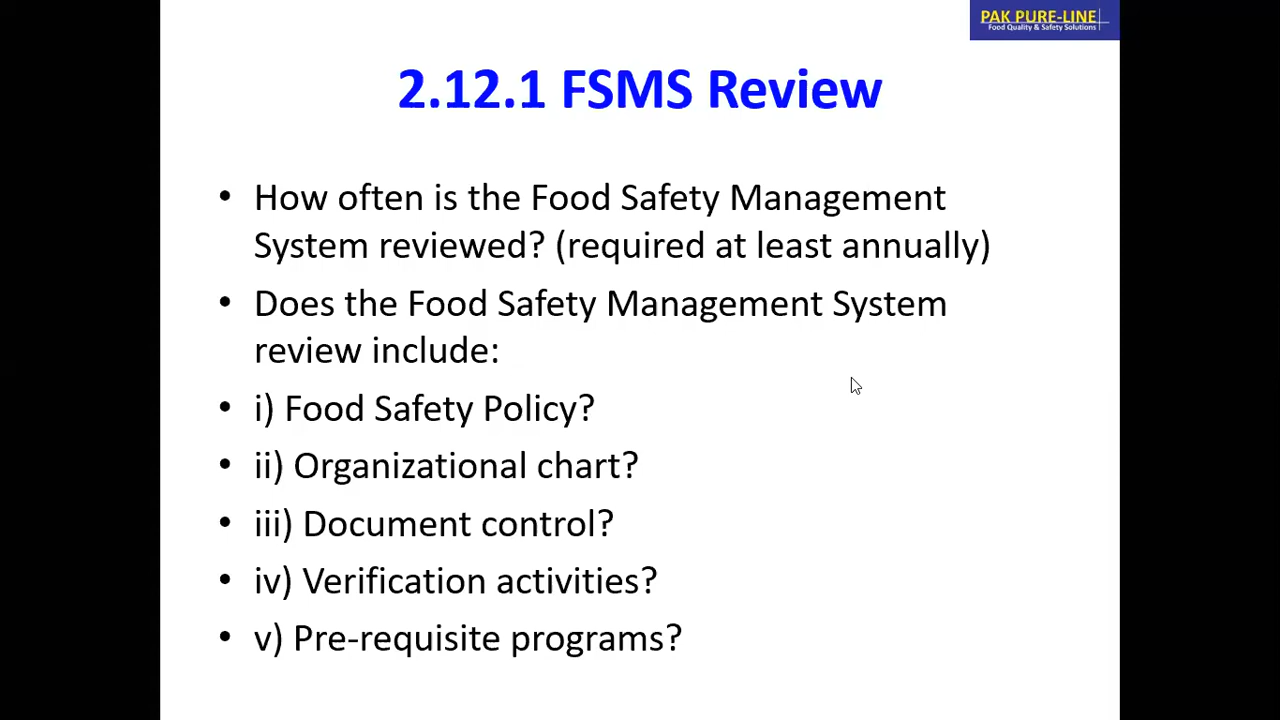 PAK PURE-LINE
Food Quality & Safety Solutions
2.12.1 FSMS Review
• How often is the Food Safety Management
System reviewed? (required at least annually)
• Does the Food Safety Management System
review include:
• i) Food Safety Policy?
• ii) Organizational chart?
• iii) Document control?
• iv) Verification activities?
• v) Pre-requisite programs?